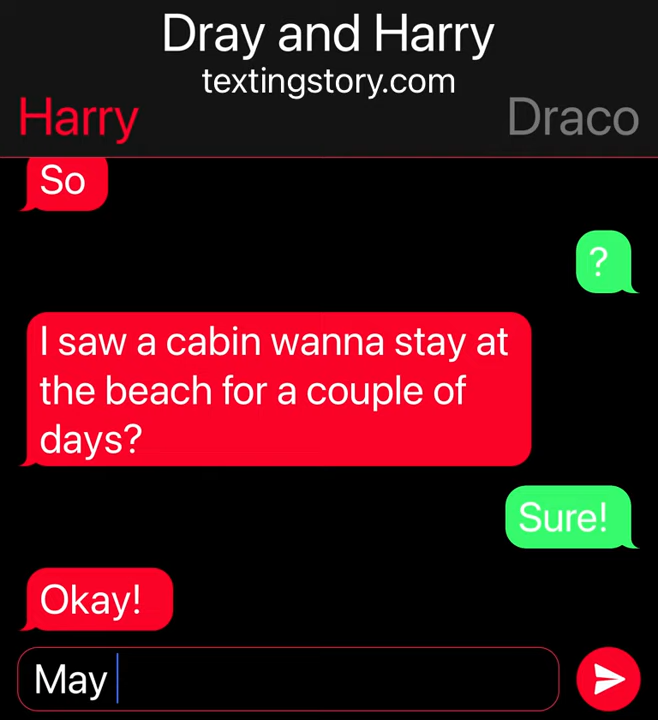 Dray and Harry
textingstory.com
Harry
Draco
So
?
I saw a cabin wanna stay at
the beach for a couple of
days?
Sure!
Okay!
May